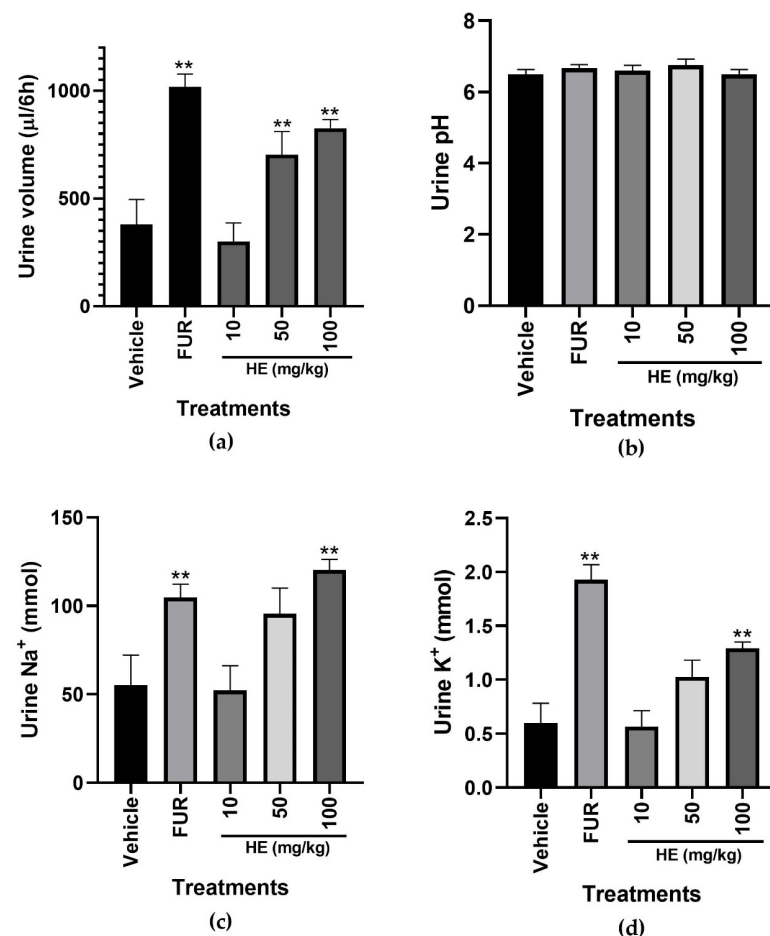 **
**
**
1000
500
0
Urine volume (µl/6h)
Vehicle
FUR
10
50
100
HE (mg/kg)
Treatments
(a)
8
6
4
2
0
Urine pH
Vehicle
FUR
10
50
100
HE (mg/kg)
Treatments
(b)
150
100
50
0
Urine Na+ (mmol)
**
**
Vehicle
FUR
10
50
100
HE (mg/kg)
Treatments
(c)
2.5
2.0
1.5
1.0
0.5
0.0
Urine K+ (mmol)
**
**
Vehicle
FUR
10
50
100
HE (mg/kg)
Treatments
(d)